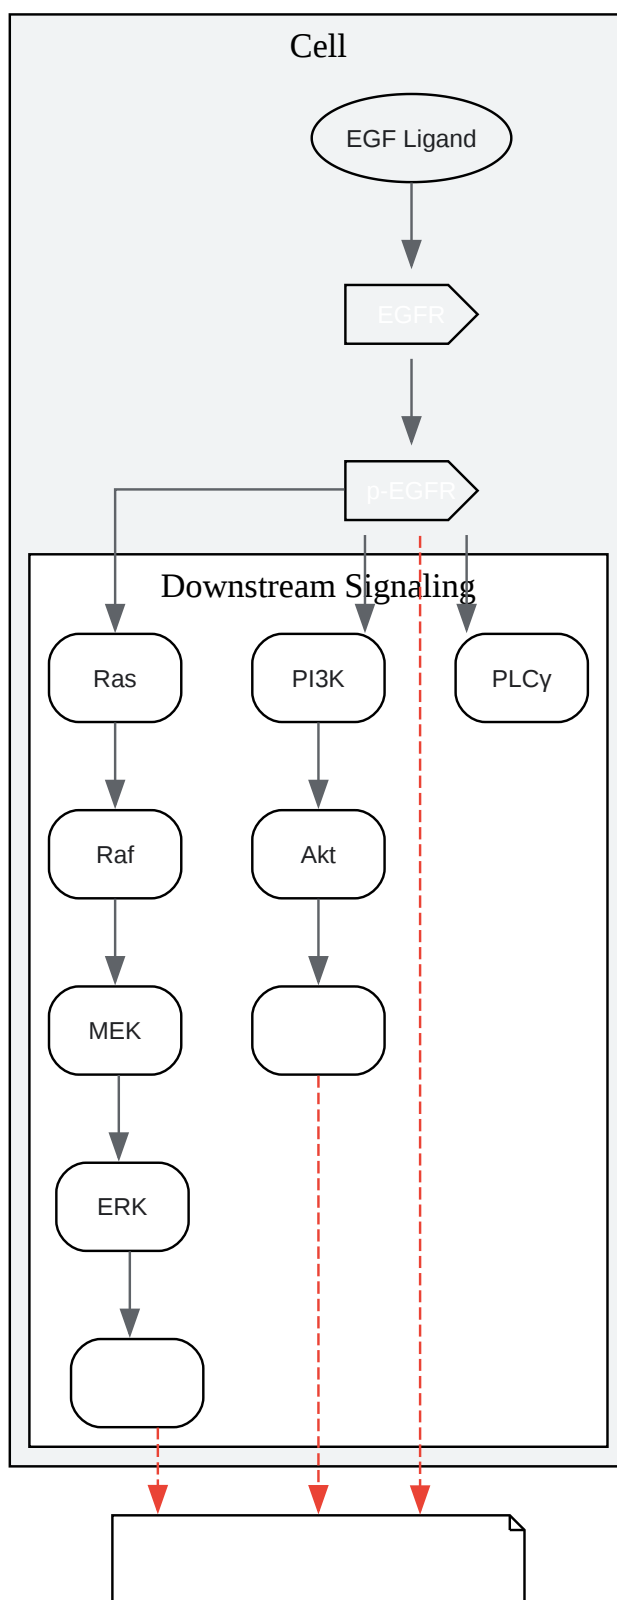 Cell
EGF Ligand
EGFR
p-EGFR
Downstream Signaling
Ras
PI3K
PLCγ
Raf
Akt
MEK
ERK